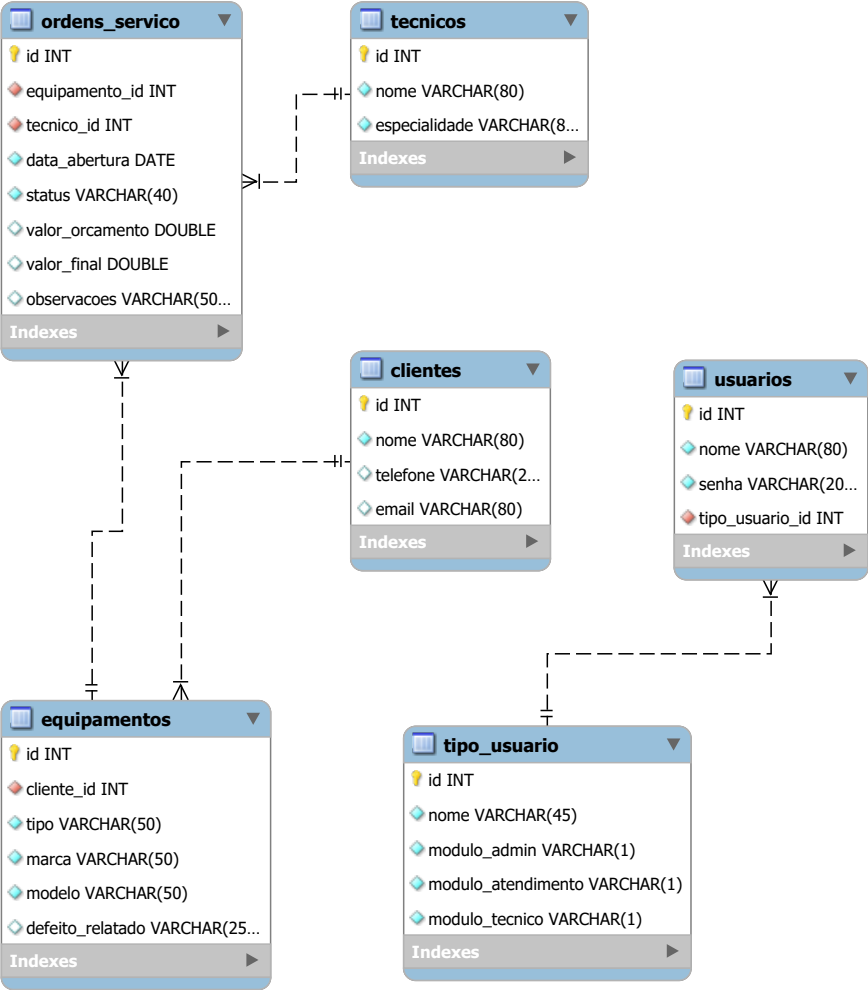 ordens_servico
id INT
equipamento_id INT
tecnico_id INT
data_abertura DATE
status VARCHAR(40)
valor_orcamento DOUBLE
valor_final DOUBLE
observacoes VARCHAR(50...
Indexes
tecnicos
id INT
nome VARCHAR(80)
especialidade VARCHAR(8...
Indexes
clientes
id INT
nome VARCHAR(80)
telefone VARCHAR(2...
email VARCHAR(80)
Indexes
usuarios
id INT
nome VARCHAR(80)
senha VARCHAR(20...
tipo_usuario_id INT
Indexes
equipamentos
id INT
cliente_id INT
tipo VARCHAR(50)
marca VARCHAR(50)
modelo VARCHAR(50)
defeito_relatado VARCHAR(25...
Indexes
tipo_usuario
id INT
nome VARCHAR(45)
modulo_admin VARCHAR(1)
modulo_atendimento VARCHAR(1)
modulo_tecnico VARCHAR(1)
Indexes